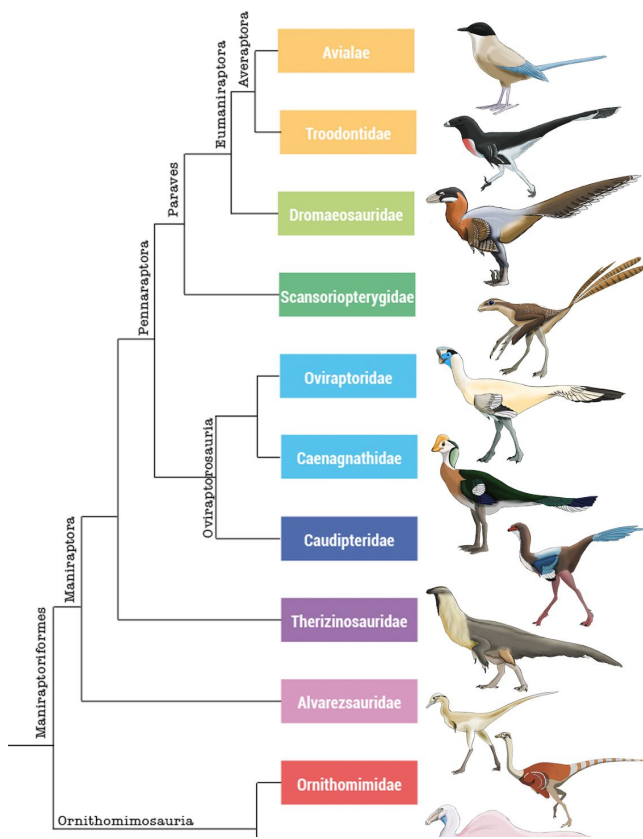 Averaptora
Avialae
Eumaniraptora
Troodontidae
Paraves
Dromaeosauridae
Pennaraptora
Scansoriopterygidae
Oviraptoridae
Oviraptorosauria
Caenagnathidae
Caudipteridae
Maniraptora
Therizinosauridae
Maniraptoriformes
Alvarezsauridae
Ornithomimidae
Ornithomimosauria